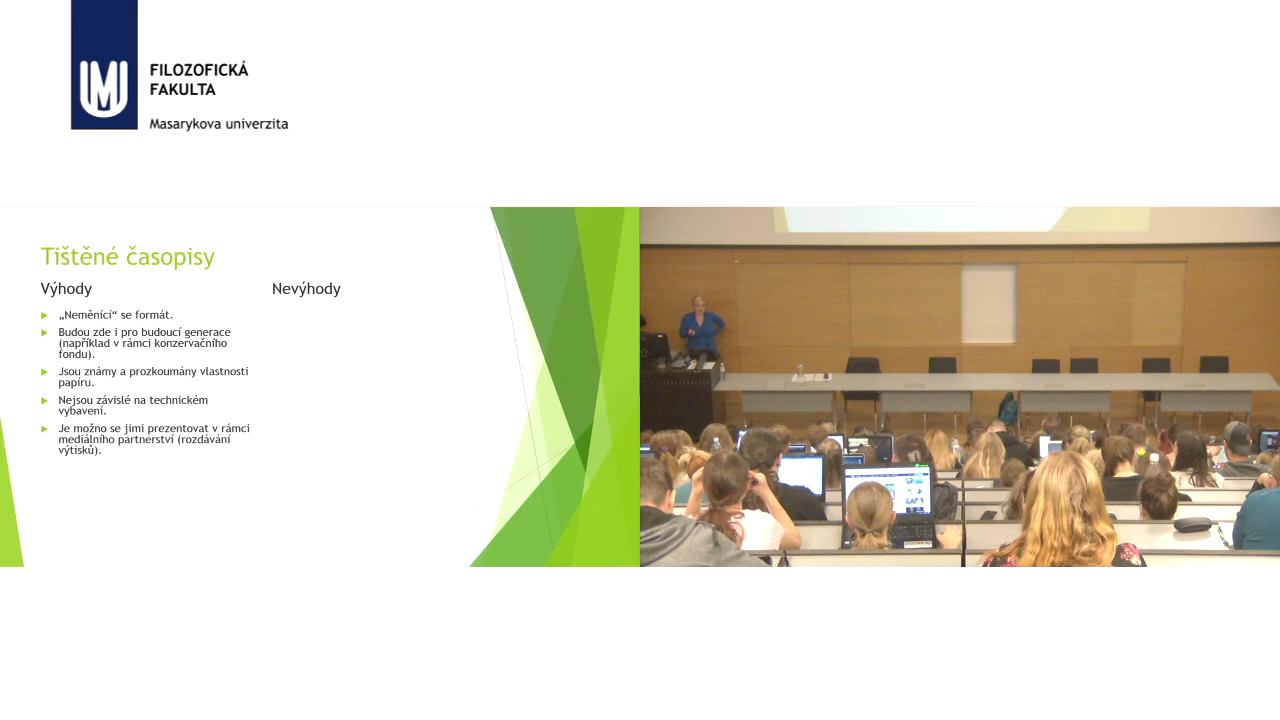 FILOZOFICKÁ
FAKULTA
Masarykova univerzita
Tištěné časopisy
Výhody
„Neměnící“ se formát.
Budou zde i pro budoucí generace
(například v rámci konzervačního
fondu).
Jsou známy a prozkoumány vlastnosti
papíru.
Nejsou závislé na technickém
vybavení.
Je možno se jimi prezentovat v rámci
mediálního partnerství (rozdávání
výtisků).
Nevýhody